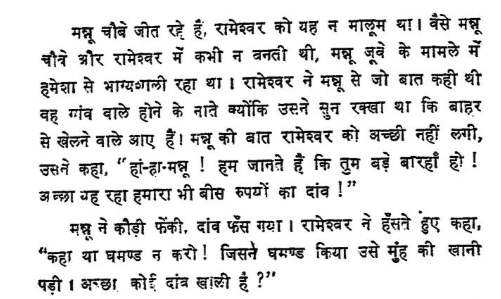 मन्नू चौबे जीत रहे हैं, रामेश्वर को यह न मालूम था। वैसे मन्नू
चौबे और रामेश्वर में कभी न बनती थी, मन्नू जूवे के मामले में
हमेशा से भाग्यशाली रहा था। रामेश्वर ने मन्नू से जो बात कही थी
वह गांव वाले होने के नाते क्योंकि उसने सुन रक्खा था कि बाहर
से खेलने वाले आए हैं। मन्नू की बात रामेश्वर को अच्छी नहीं लगी,
उसने कहा, "हां-हा-मन्नू ! हम जानते हैं कि तुम बड़े बारहाँ हो !
अच्छा यह रहा हमारा भी बीस रुपयों का दांव !"
मन्नू ने कौड़ी फेंकी, दांव फँस गया। रामेश्वर ने हँसते हुए कहा,
"कहा था घमण्ड न करो ! जिसने घमण्ड किया उसे मुंह की खानी
पड़ी। अच्छा कोई दांव खाली है ?"